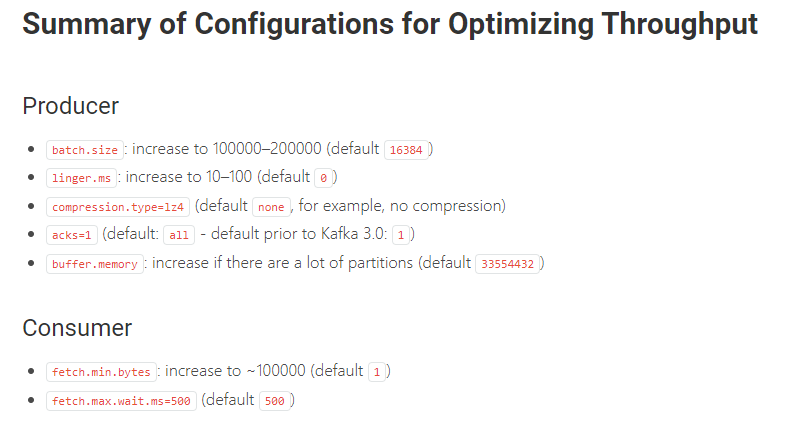 Summary of Configurations for Optimizing Throughput
Producer
• batch.size: increase to 100000–200000 (default 16384)
• linger.ms: increase to 10–100 (default 0)
• compression.type=lz4 (default none, for example, no compression)
• acks=1 (default: all - default prior to Kafka 3.0: 1)
• buffer.memory: increase if there are a lot of partitions (default 33554432)
Consumer
• fetch.min.bytes: increase to ~100000 (default 1)
• fetch.max.wait.ms=500 (default 500)